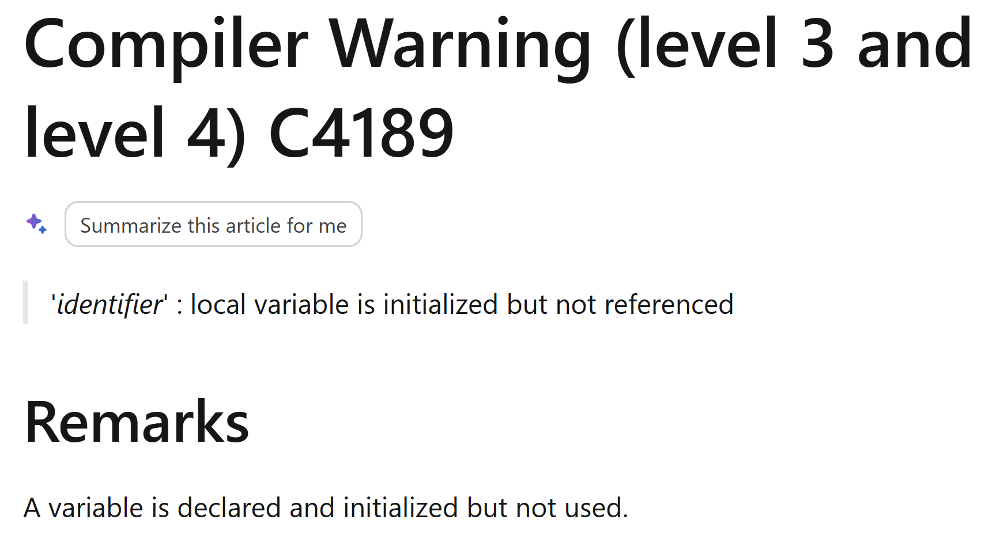 Compiler Warning (level 3 and
level 4) C4189
Summarize this article for me
'identifier' : local variable is initialized but not referenced
Remarks
A variable is declared and initialized but not used.